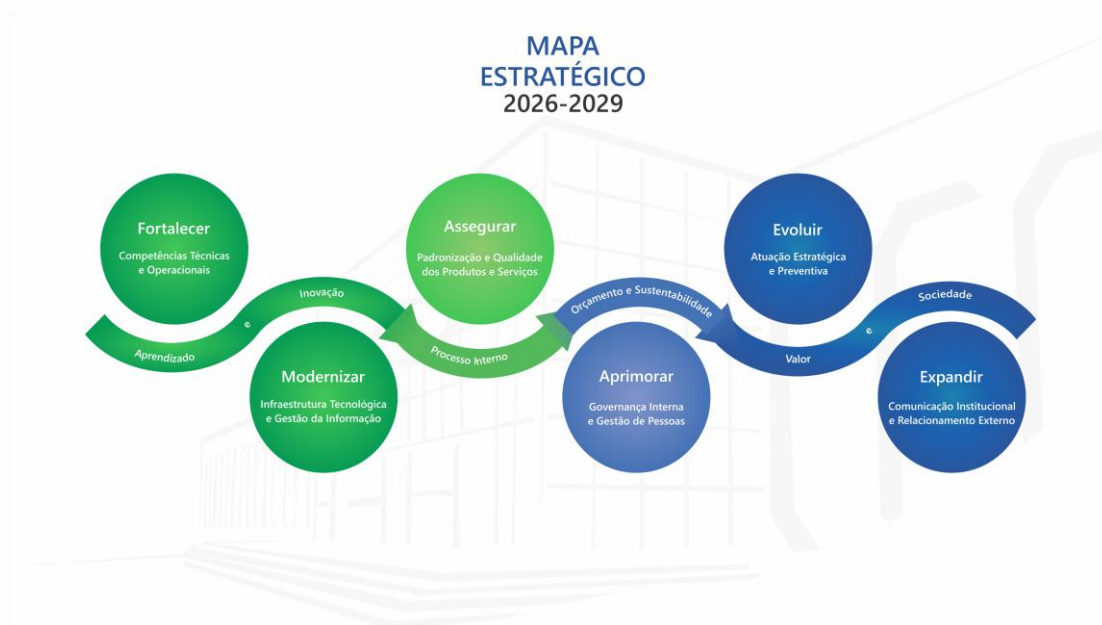 MAPA
ESTRATÉGICO
2026-2029
Fortalecer
Competências Técnicas
e Operacionais
Aprendizado
e
Inovação
Modernizar
Infraestrutura Tecnológica
e Gestão da Informação
Assegurar
Padronização e Qualidade
dos Produtos e Serviços
Processo Interno
Orçamento e Sustentabilidade
Aprimorar
Governança Interna
e Gestão de Pessoas
Evoluir
Atuação Estratégica
e Preventiva
Valor
e
Sociedade
Expandir
Comunicação Institucional
e Relacionamento Externo